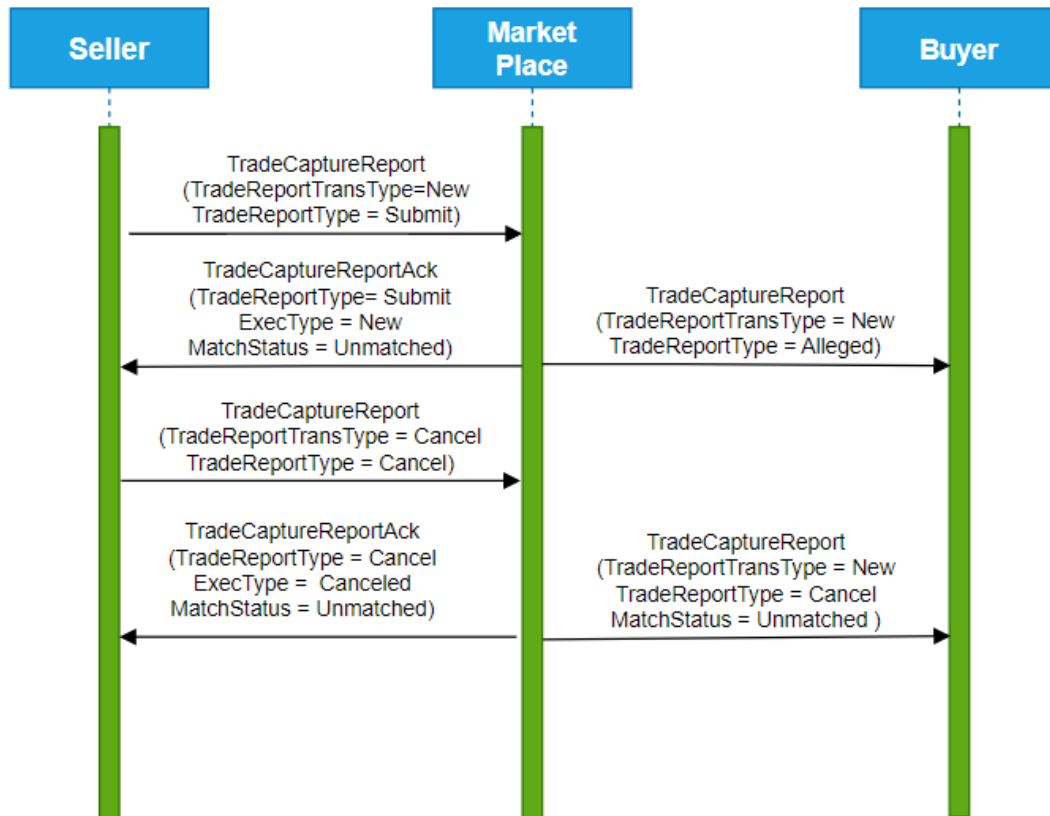 Seller
Market
Place
Buyer
TradeCaptureReport
(TradeReportTransType=New
TradeReportType = Submit)
TradeCaptureReportAck
(TradeReportType= Submit
ExecType = New
MatchStatus = Unmatched)
TradeCaptureReport
(TradeReportTransType = New
TradeReportType = Alleged)
TradeCaptureReport
(TradeReportTransType = Cancel
TradeReportType = Cancel)
TradeCaptureReportAck
(TradeReportType = Cancel
ExecType = Canceled
MatchStatus = Unmatched)
TradeCaptureReport
(TradeReportTransType = New
TradeReportType = Cancel
MatchStatus = Unmatched )